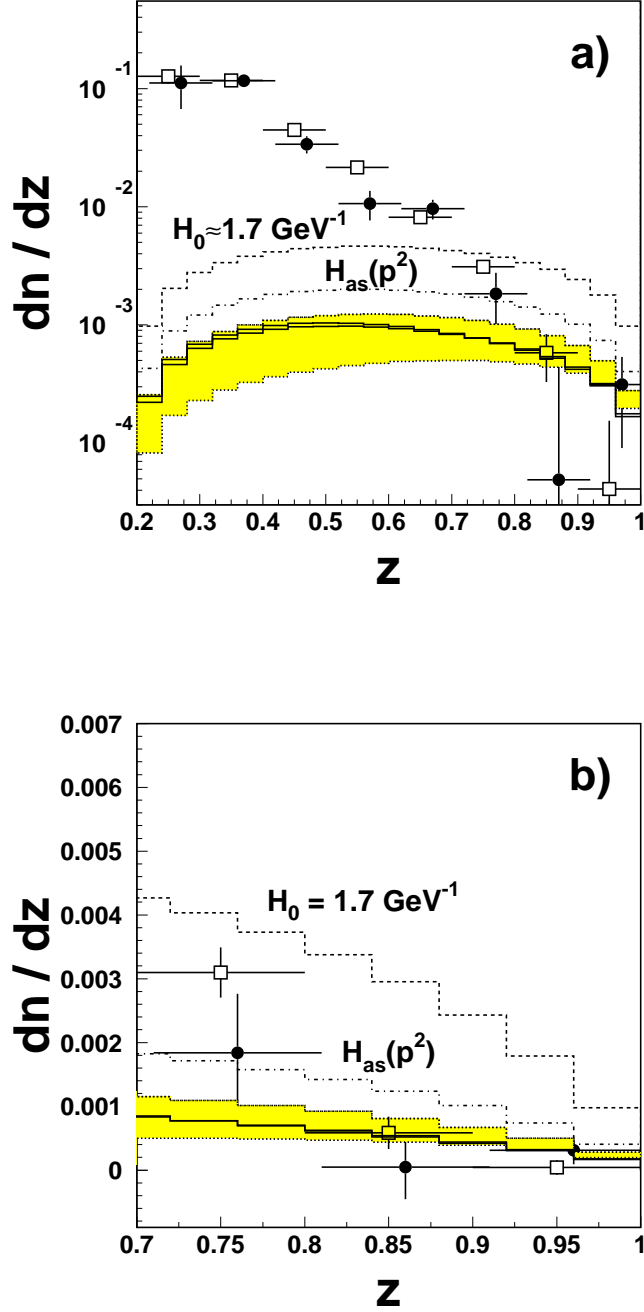 a)
10⁻¹
10⁻²
10⁻³
10⁻⁴
dn / dz
H₀≈1.7 GeV⁻¹
Hₐₛ(p²)
0.2 0.3 0.4 0.5 0.6 0.7 0.8 0.9 1
z
b)
0.007
0.006
0.005
0.004
0.003
0.002
0.001
0
dn / dz
H₀ = 1.7 GeV⁻¹
Hₐₛ(p²)
0.7 0.75 0.8 0.85 0.9 0.95 1
z